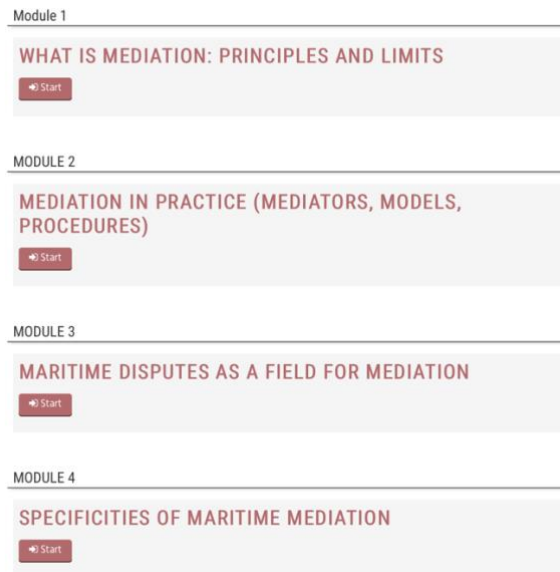 Module 1
WHAT IS MEDIATION: PRINCIPLES AND LIMITS
Start
MODULE 2
MEDIATION IN PRACTICE (MEDIATORS, MODELS,
PROCEDURES)
Start
MODULE 3
MARITIME DISPUTES AS A FIELD FOR MEDIATION
Start
MODULE 4
SPECIFICITIES OF MARITIME MEDIATION
Start